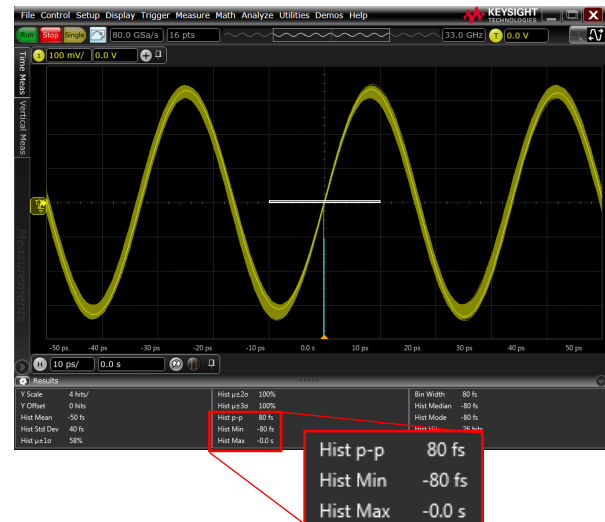 File Control Setup Display Trigger Measure Math Analyze Utilities Demos Help
KEYSIGHT
TECHNOLOGIES
Run Stop Single 80.0 GSa/s 16 pts 33.0 GHz T 0.0 V
1 100 mV/ 0.0 V
Time Meas
Vertical Meas
Measurements
-50 ps -40 ps -30 ps -20 ps -10 ps 0.0 s 10 ps 20 ps 30 ps 40 ps 50 ps
H 10 ps/ 0.0 s
Results
Y Scale 4 hits/ Hist μ±2σ 100% Bin Width 80 fs
Y Offset 0 hits Hist μ±3σ 100% Hist Median -80 fs
Hist Mean -50 fs Hist p-p 80 fs Hist Mode -80 fs
Hist Std Dev 40 fs Hist Min -80 fs
Hist μ±1σ 58% Hist Max -0.0 s
Hist p-p 80 fs
Hist Min -80 fs
Hist Max -0.0 s